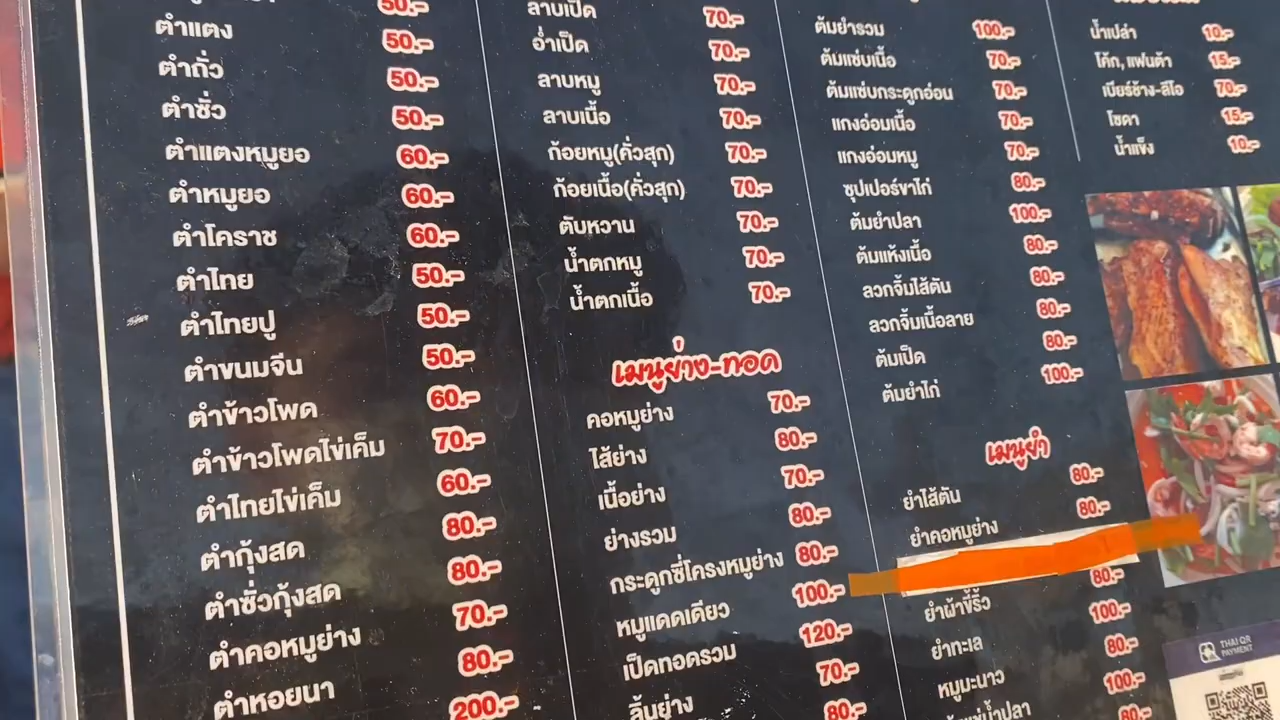 50.-
ตำแตง 50.-
ตำถั่ว 50.-
ตำซั่ว 50.-
ตำแตงหมูยอ 60.-
ตำหมูยอ 60.-
ตำโคราช 60.-
ตำไทย 50.-
ตำไทยปู 50.-
ตำขนมจีน 50.-
ตำข้าวโพด 60.-
ตำข้าวโพดไข่เค็ม 70.-
ตำไทยไข่เค็ม 60.-
ตำกุ้งสด 80.-
ตำซั่วกุ้งสด 80.-
ตำคอหมูย่าง 70.-
ตำหอยนา 80.-
200.-
ลาบเป็ด 70.-
อ่ำเป็ด 70.-
ลาบหมู 70.-
ลาบเนื้อ 70.-
ก้อยหมู(คั่วสุก) 70.-
ก้อยเนื้อ(คั่วสุก) 70.-
ตับหวาน 70.-
น้ำตกหมู 70.-
น้ำตกเนื้อ 70.-
เมนูย่าง-ทอด
คอหมูย่าง 70.-
ไส้ย่าง 80.-
เนื้อย่าง 70.-
ย่างรวม 80.-
กระดูกซี่โครงหมูย่าง 80.-
หมูแดดเดียว 100.-
เป็ดทอดรวม 120.-
ลิ้นย่าง 70.-
80.-
ต้มยำรวม 100.-
ต้มแซ่บเนื้อ 70.-
ต้มแซ่บกระดูกอ่อน 70.-
แกงอ่อมเนื้อ 70.-
แกงอ่อมหมู 70.-
ซุปเปอร์ขาไก่ 80.-
ต้มยำปลา 100.-
ต้มแห้งเนื้อ 80.-
ลวกจิ้มไส้ตัน 80.-
ลวกจิ้มเนื้อลาย 80.-
ต้มเป็ด 80.-
ต้มยำไก่ 100.-
เมนูยำ
ยำไส้ตัน 80.-
ยำคอหมูย่าง 80.-
ยำผ้าขี้ริ้ว 80.-
ยำทะเล 100.-
หมูมะนาว 80.-
100.-
80.-
น้ำเปล่า 10.-
โค้ก, แฟนต้า 15.-
เบียร์ช้าง-ลีโอ 70.-
โซดา 15.-
น้ำแข็ง 10.-
THAI QR
PAYMENT